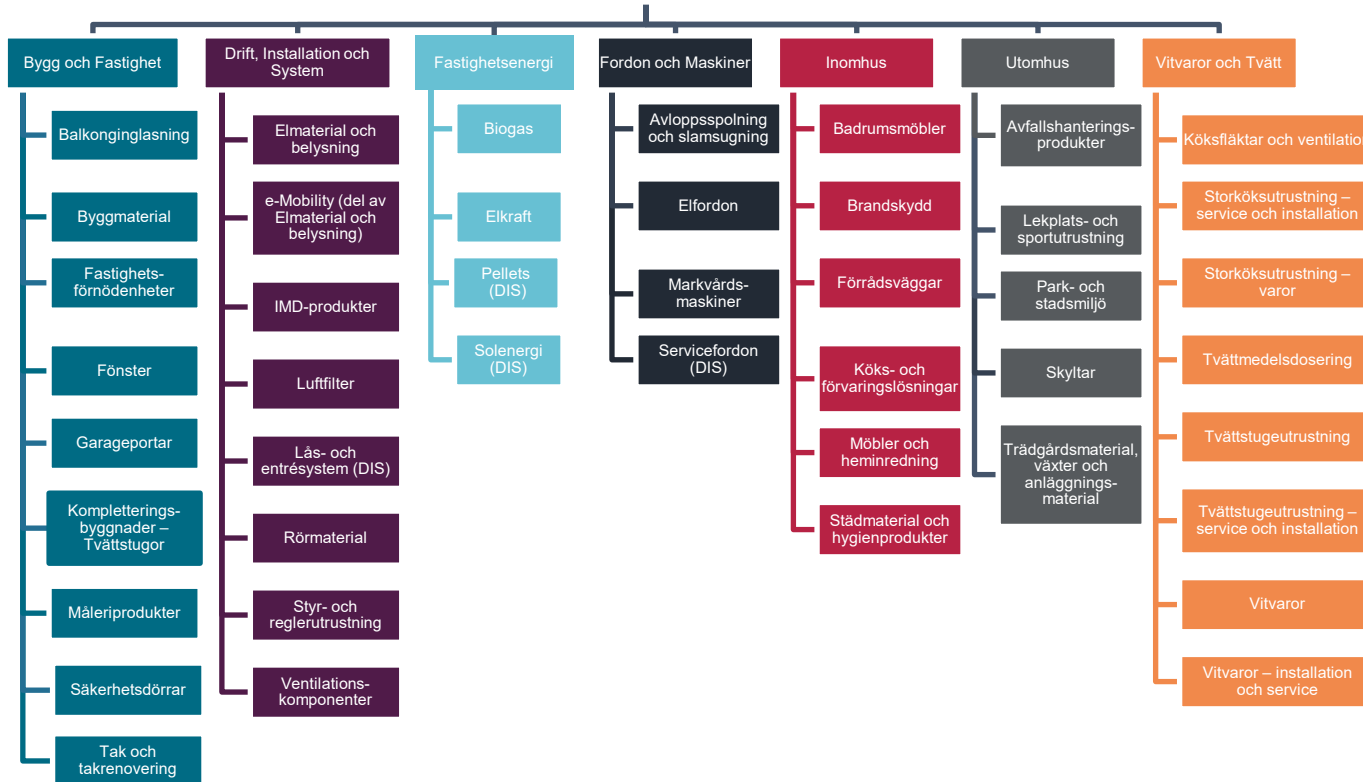 Bygg och Fastighet
Balkonginglasning
Byggmaterial
Fastighets-
förnödenheter
Fönster
Garageportar
Kompletterings-
byggnader –
Tvättstugor
Måleriprodukter
Säkerhetsdörrar
Tak och
takrenovering
Drift, Installation och
System
Elmaterial och
belysning
e-Mobility (del av
Elmaterial och
belysning)
IMD-produkter
Luftfilter
Lås- och
entrésystem (DIS)
Rörmaterial
Styr- och
reglerutrustning
Ventilations-
komponenter
Fastighetsenergi
Biogas
Elkraft
Pellets
(DIS)
Solenergi
(DIS)
Fordon och Maskiner
Avloppsspolning
och slamsugning
Elfordon
Markvårds-
maskiner
Servicefordon
(DIS)
Inomhus
Badrumsmöbler
Brandskydd
Förrådsväggar
Köks- och
förvaringslösningar
Möbler och
heminredning
Städmaterial och
hygienprodukter
Utomhus
Avfallshanterings-
produkter
Lekplats- och
sportutrustning
Park- och
stadsmiljö
Skyltar
Trädgårdsmaterial,
växter och
anläggnings-
material
Vitvaror och Tvätt
Köksfläktar och ventilation
Storköksutrustning –
service och installation
Storköksutrustning –
varor
Tvättmedelsdosering
Tvättstugeutrustning
Tvättstugeutrustning –
service och installation
Vitvaror
Vitvaror – installation
och service